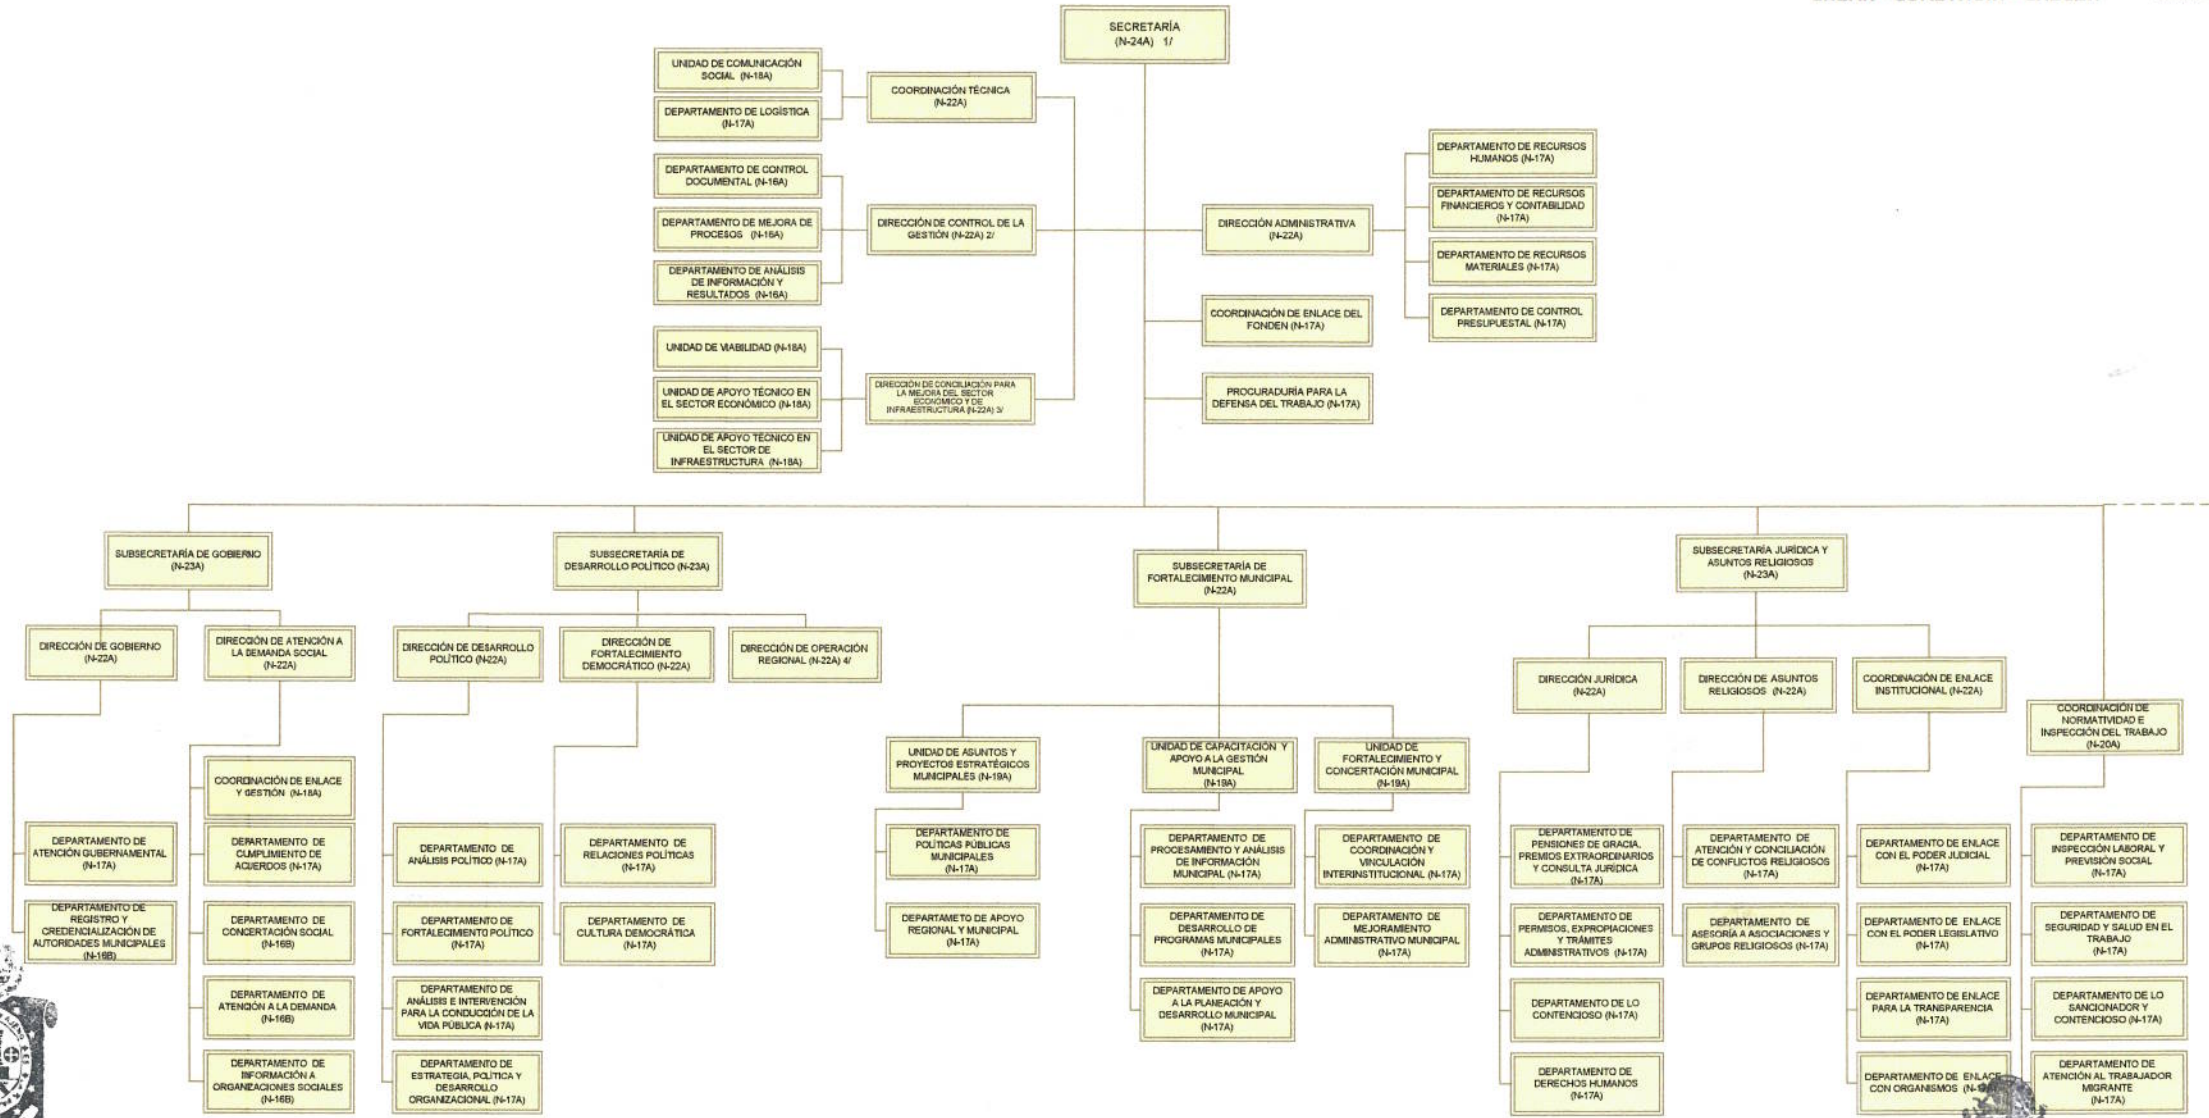 SECRETARÍA
(N-24A) 1/
UNIDAD DE COMUNICACIÓN
SOCIAL (N-18A)
DEPARTAMENTO DE LOGÍSTICA
(N-17A)
COORDINACIÓN TÉCNICA
(N-22A)
DEPARTAMENTO DE CONTROL
DOCUMENTAL (N-16A)
DEPARTAMENTO DE MEJORA DE
PROCESOS (N-16A)
DEPARTAMENTO DE ANÁLISIS
DE INFORMACIÓN Y
RESULTADOS (N-16A)
DIRECCIÓN DE CONTROL DE LA
GESTIÓN (N-22A) 2/
UNIDAD DE VIABILIDAD (N-18A)
UNIDAD DE APOYO TÉCNICO EN
EL SECTOR ECONÓMICO (N-18A)
UNIDAD DE APOYO TÉCNICO EN
EL SECTOR DE
INFRAESTRUCTURA (N-18A)
DIRECCIÓN DE CONCILIACIÓN PARA
LA MEJORA DEL SECTOR
ECONÓMICO Y DE
INFRAESTRUCTURA (N-22A) 3/
DIRECCIÓN ADMINISTRATIVA
(N-22A)
DEPARTAMENTO DE RECURSOS
HUMANOS (N-17A)
DEPARTAMENTO DE RECURSOS
FINANCIEROS Y CONTABILIDAD
(N-17A)
DEPARTAMENTO DE RECURSOS
MATERIALES (N-17A)
DEPARTAMENTO DE CONTROL
PRESUPUESTAL (N-17A)
COORDINACIÓN DE ENLACE DEL
FONDEN (N-17A)
PROCURADURÍA PARA LA
DEFENSA DEL TRABAJO (N-17A)
SUBSECRETARÍA DE GOBIERNO
(N-23A)
DIRECCIÓN DE GOBIERNO
(N-22A)
DEPARTAMENTO DE
ATENCIÓN GUBERNAMENTAL
(N-17A)
DEPARTAMENTO DE
REGISTRO Y
CREDENCIALIZACIÓN DE
AUTORIDADES MUNICIPALES
(N-16B)
DIRECCIÓN DE ATENCIÓN A
LA DEMANDA SOCIAL
(N-22A)
COORDINACIÓN DE ENLACE
Y GESTIÓN (N-18A)
DEPARTAMENTO DE
CUMPLIMIENTO DE
ACUERDOS (N-17A)
DEPARTAMENTO DE
CONCERTACIÓN SOCIAL
(N-16B)
DEPARTAMENTO DE
ATENCIÓN A LA DEMANDA
(N-16B)
DEPARTAMENTO DE
INFORMACIÓN A
ORGANIZACIONES SOCIALES
(N-16B)
SUBSECRETARÍA DE
DESARROLLO POLÍTICO (N-23A)
DIRECCIÓN DE DESARROLLO
POLÍTICO (N-22A)
DEPARTAMENTO DE
ANÁLISIS POLÍTICO (N-17A)
DEPARTAMENTO DE
FORTALECIMIENTO POLÍTICO
(N-17A)
DEPARTAMENTO DE
ANÁLISIS E INTERVENCIÓN
PARA LA CONDUCCIÓN DE LA
VIDA PÚBLICA (N-17A)
DEPARTAMENTO DE
ESTRATEGIA, POLÍTICA Y
DESARROLLO
ORGANIZACIONAL (N-17A)
DIRECCIÓN DE
FORTALECIMIENTO
DEMOCRÁTICO (N-22A)
DEPARTAMENTO DE
RELACIONES POLÍTICAS
(N-17A)
DEPARTAMENTO DE
CULTURA DEMOCRÁTICA
(N-17A)
DIRECCIÓN DE OPERACIÓN
REGIONAL (N-22A) 4/
SUBSECRETARÍA DE
FORTALECIMIENTO MUNICIPAL
(N-22A)
UNIDAD DE ASUNTOS Y
PROYECTOS ESTRATÉGICOS
MUNICIPALES (N-19A)
DEPARTAMENTO DE
POLÍTICAS PÚBLICAS
MUNICIPALES
(N-17A)
DEPARTAMETO DE APOYO
REGIONAL Y MUNICIPAL
(N-17A)
UNIDAD DE CAPACITACIÓN Y
APOYO A LA GESTIÓN
MUNICIPAL
(N-19A)
DEPARTAMENTO DE
PROCESAMIENTO Y ANÁLISIS
DE INFORMACIÓN
MUNICIPAL (N-17A)
DEPARTAMENTO DE
DESARROLLO DE
PROGRAMAS MUNICIPALES
(N-17A)
DEPARTAMENTO DE APOYO
A LA PLANEACIÓN Y
DESARROLLO MUNICIPAL
(N-17A)
UNIDAD DE
FORTALECIMIENTO Y
CONCERTACIÓN MUNICIPAL
(N-19A)
DEPARTAMENTO DE
COORDINACIÓN Y
VINCULACIÓN
INTERINSTITUCIONAL (N-17A)
DEPARTAMENTO DE
MEJORAMIENTO
ADMINISTRATIVO MUNICIPAL
(N-17A)
SUBSECRETARÍA JURÍDICA Y
ASUNTOS RELIGIOSOS
(N-23A)
DIRECCIÓN JURÍDICA
(N-22A)
DEPARTAMENTO DE
PENSIONES DE GRACIA,
PREMIOS EXTRAORDINARIOS
Y CONSULTA JURÍDICA
(N-17A)
DEPARTAMENTO DE
PERMISOS, EXPROPIACIONES
Y TRÁMITES
ADMINISTRATIVOS (N-17A)
DEPARTAMENTO DE LO
CONTENCIOSO (N-17A)
DEPARTAMENTO DE
DERECHOS HUMANOS
(N-17A)
DIRECCIÓN DE ASUNTOS
RELIGIOSOS (N-22A)
DEPARTAMENTO DE
ATENCIÓN Y CONCILIACIÓN
DE CONFLICTOS RELIGIOSOS
(N-17A)
DEPARTAMENTO DE
ASESORÍA A ASOCIACIONES Y
GRUPOS RELIGIOSOS (N-17A)
COORDINACIÓN DE ENLACE
INSTITUCIONAL (N-22A)
DEPARTAMENTO DE ENLACE
CON EL PODER JUDICIAL
(N-17A)
DEPARTAMENTO DE ENLACE
CON EL PODER LEGISLATIVO
(N-17A)
DEPARTAMENTO DE ENLACE
PARA LA TRANSPARENCIA
(N-17A)
DEPARTAMENTO DE ENLACE
CON ORGANISMOS
COORDINACIÓN DE
NORMATIVIDAD E
INSPECCIÓN DEL TRABAJO
(N-20A)
DEPARTAMENTO DE
INSPECCIÓN LABORAL Y
PREVISIÓN SOCIAL
(N-17A)
DEPARTAMENTO DE
SEGURIDAD Y SALUD EN EL
TRABAJO
(N-17A)
DEPARTAMENTO DE LO
SANCIONADOR Y
CONTENCIOSO (N-17A)
DEPARTAMENTO DE
ATENCIÓN AL TRABAJADOR
MIGRANTE
(N-17A)